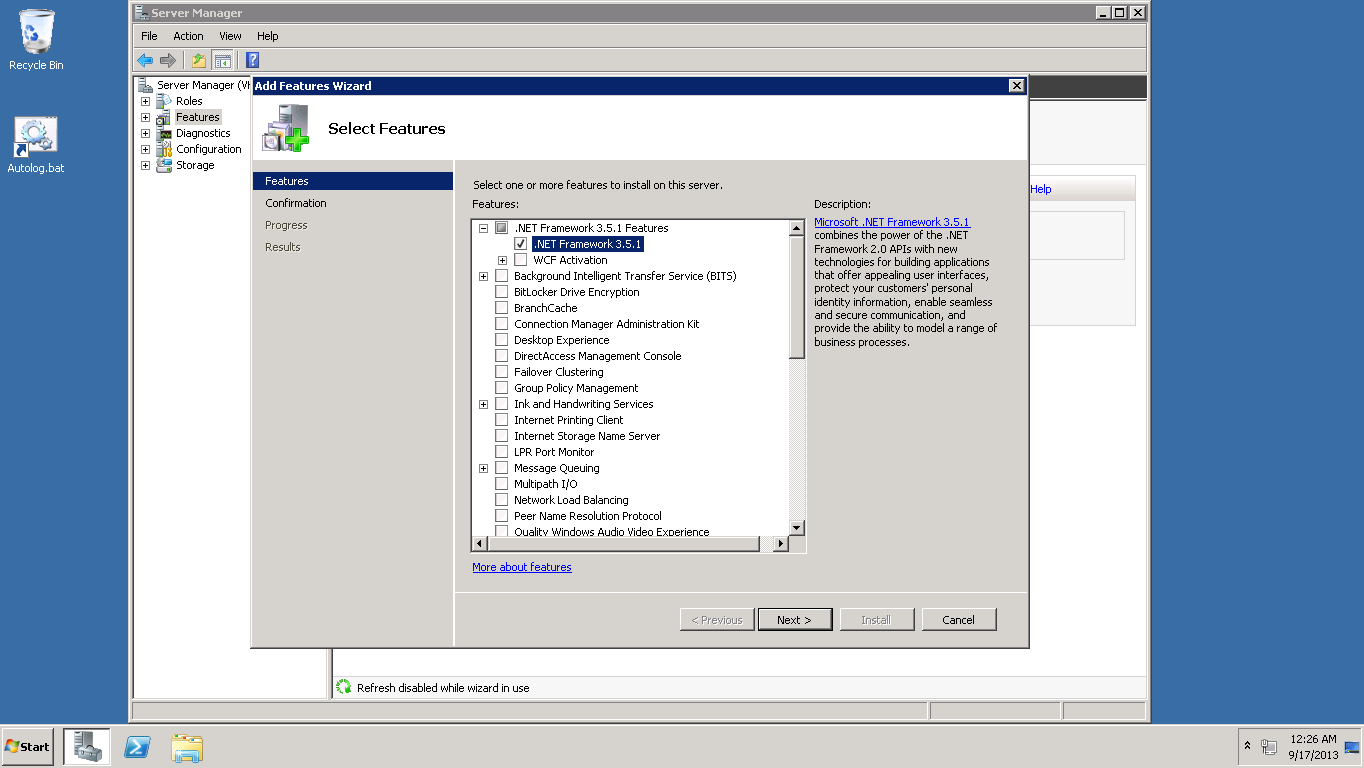 Recycle Bin
Autolog.bat
Server Manager
File Action View Help
Server Manager (V
Roles
Features
Diagnostics
Configuration
Storage
Add Features Wizard
Select Features
Features
Confirmation
Progress
Results
Select one or more features to install on this server.
Features:
.NET Framework 3.5.1 Features
.NET Framework 3.5.1
WCF Activation
Background Intelligent Transfer Service (BITS)
BitLocker Drive Encryption
BranchCache
Connection Manager Administration Kit
Desktop Experience
DirectAccess Management Console
Failover Clustering
Group Policy Management
Ink and Handwriting Services
Internet Printing Client
Internet Storage Name Server
LPR Port Monitor
Message Queuing
Multipath I/O
Network Load Balancing
Peer Name Resolution Protocol
Quality Windows Audio Video Experience
More about features
Description:
Microsoft .NET Framework 3.5.1
combines the power of the .NET
Framework 2.0 APIs with new
technologies for building applications
that offer appealing user interfaces,
protect your customers' personal
identity information, enable seamless
and secure communication, and
provide the ability to model a range of
business processes.
Help
< Previous
Next >
Install
Cancel
Refresh disabled while wizard in use
Start
12:26 AM
9/17/2013